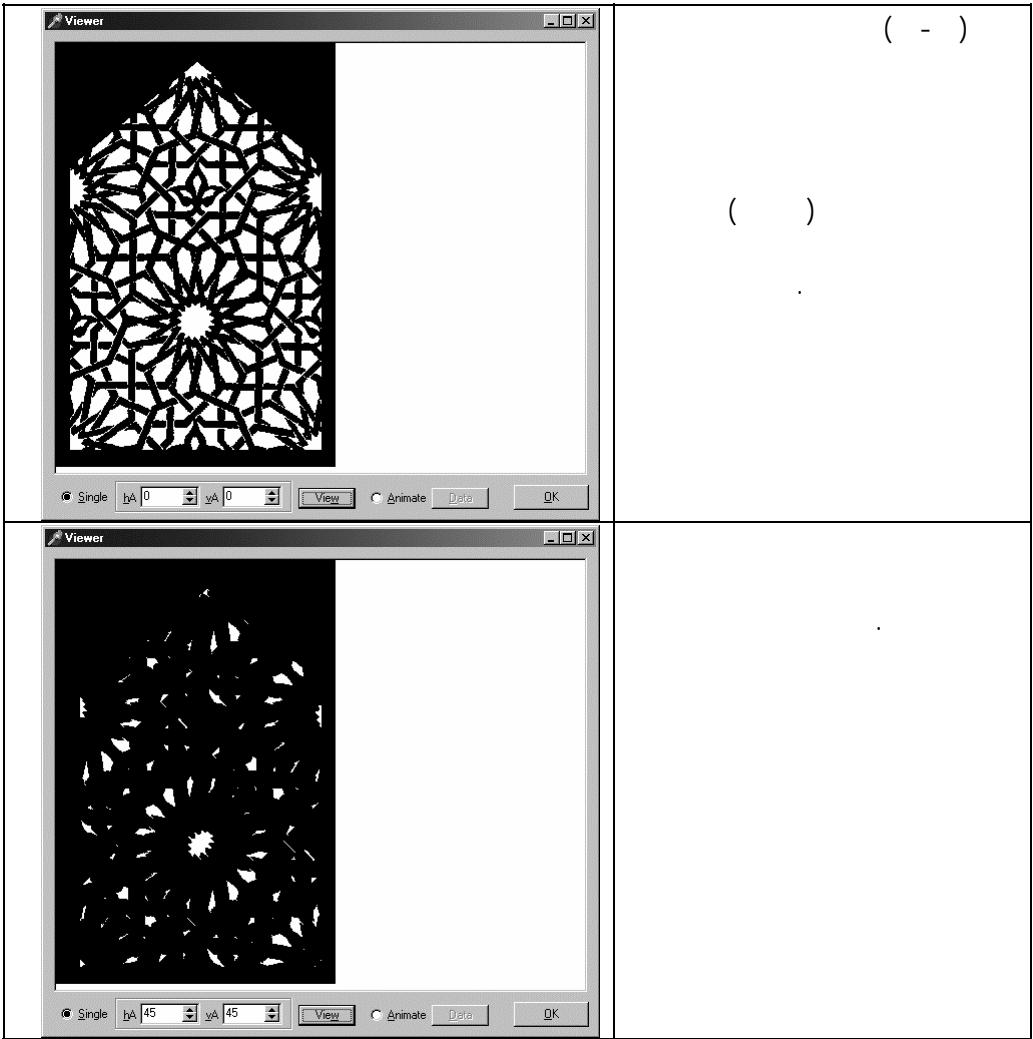 Viewer
( - )
( )
.
Single hA 0 vA 0 View Animate Data OK
Viewer
.
Single hA 45 vA 45 View Animate Data OK